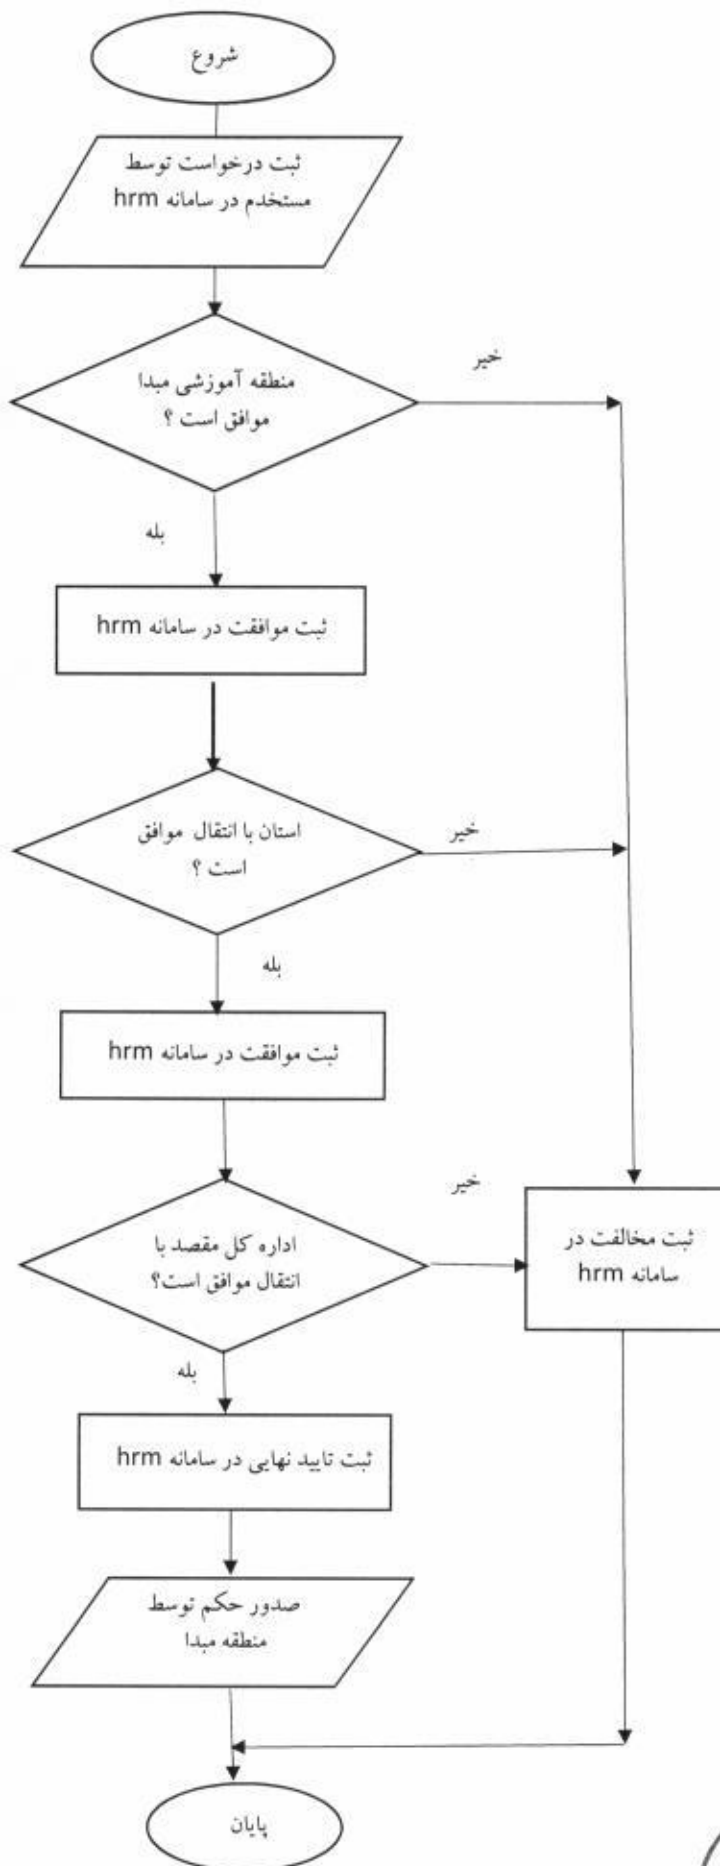 شروع
ثبت درخواست توسط
مستخدم در سامانه hrm
منطقه آموزشی مبدا
موافق است ؟
خیر
بله
ثبت موافقت در سامانه hrm
استان با انتقال موافق
است ؟
خیر
بله
ثبت موافقت در سامانه hrm
اداره کل مقصد با
انتقال موافق است؟
خیر
ثبت مخالفت در
سامانه hrm
بله
ثبت تایید نهایی در سامانه hrm
صدور حکم توسط
منطقه مبدا
پایان